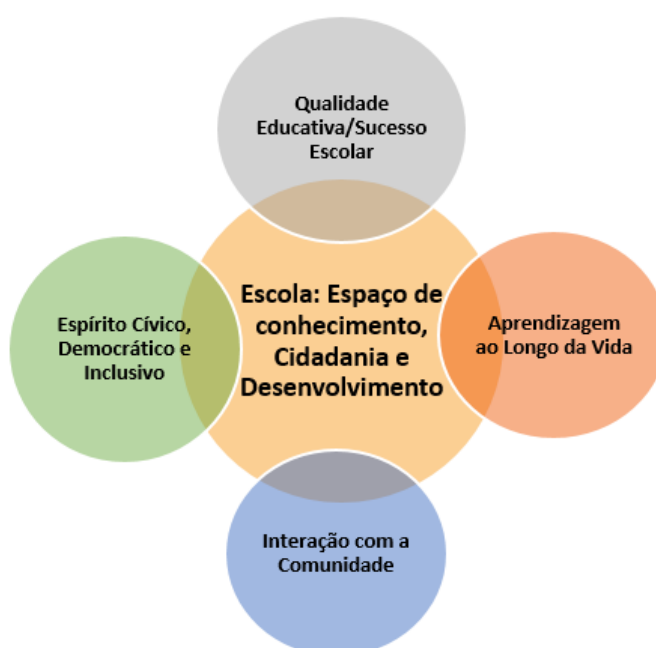 Qualidade
Educativa/Sucesso
Escolar
Espírito Cívico,
Democrático e
Inclusivo
Escola: Espaço de
conhecimento,
Cidadania e
Desenvolvimento
Aprendizagem
ao Longo da Vida
Interação com a
Comunidade